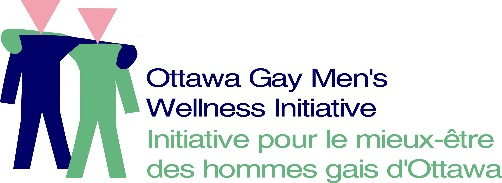 Ottawa Gay Men's
Wellness Initiative
Initiative pour le mieux-être
des hommes gais d'Ottawa